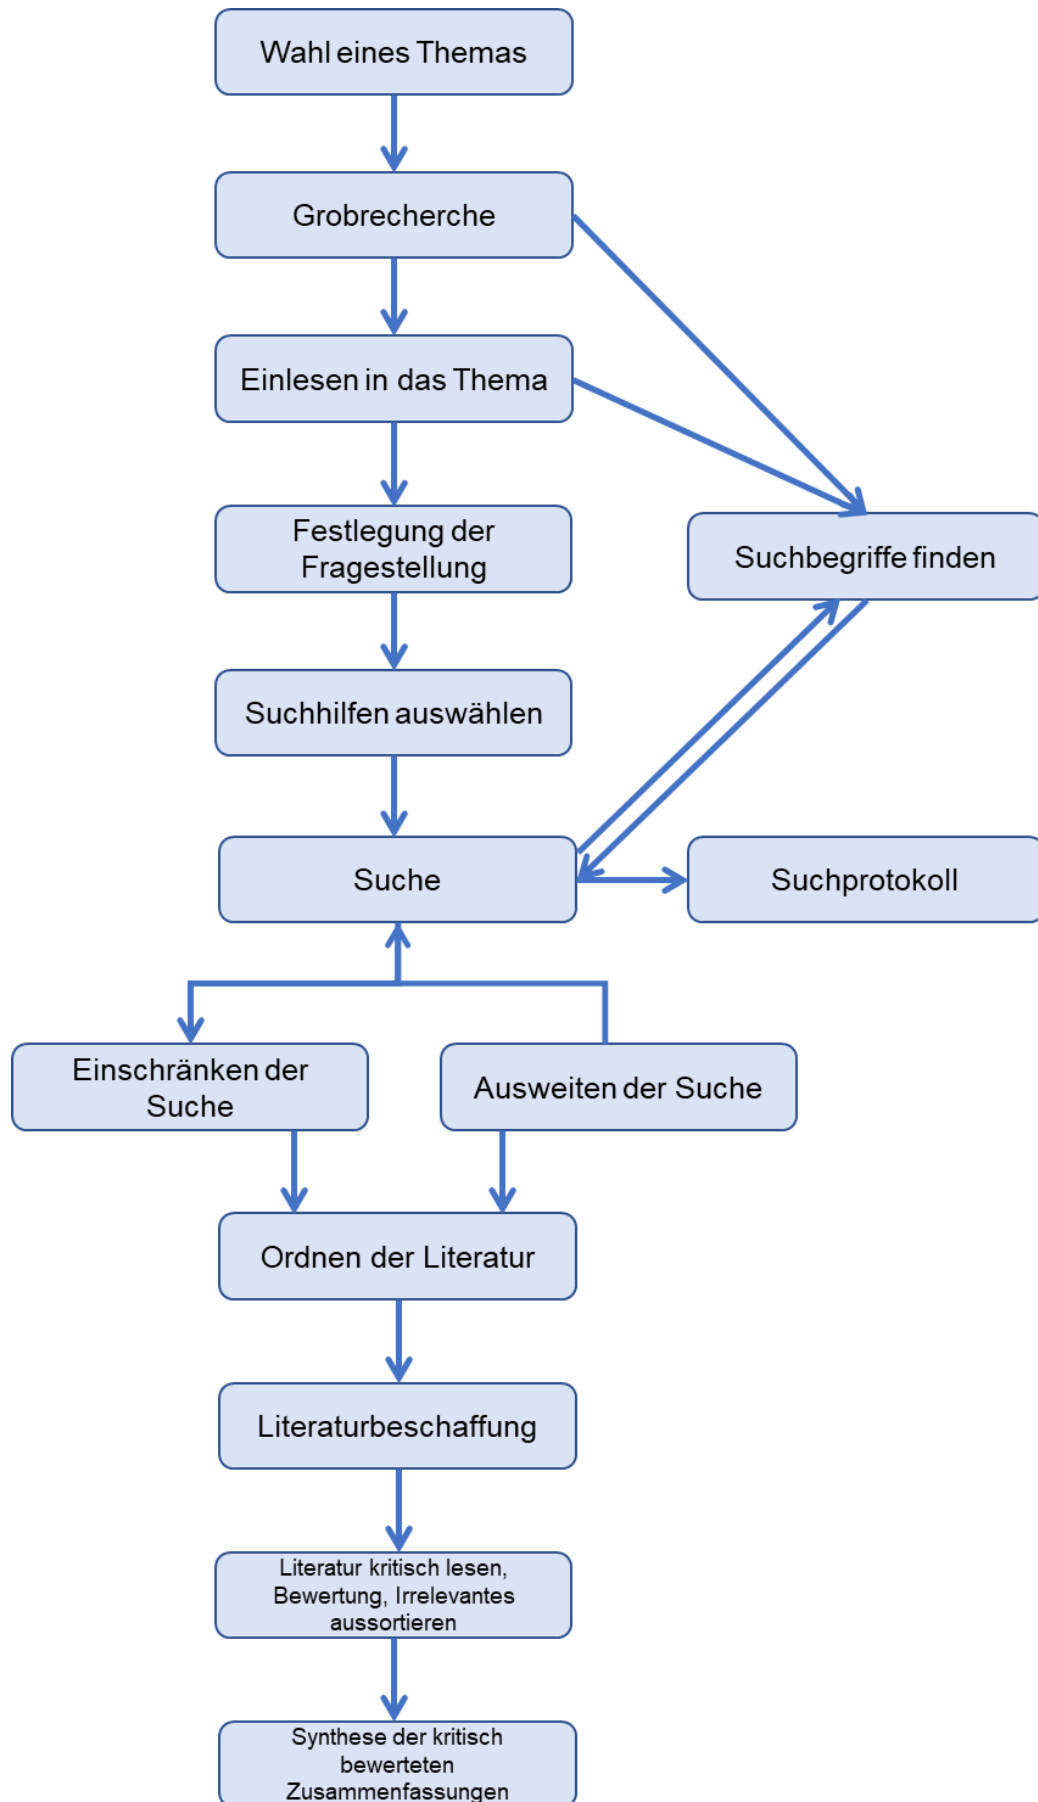 Wahl eines Themas
Grobrecherche
Einlesen in das Thema
Festlegung der
Fragestellung
Suchbegriffe finden
Suchhilfen auswählen
Suche
Suchprotokoll
Einschränken der
Suche
Ausweiten der Suche
Ordnen der Literatur
Literaturbeschaffung
Literatur kritisch lesen,
Bewertung, Irrelevantes
aussortieren
Synthese der kritisch
bewerteten
Zusammenfassungen